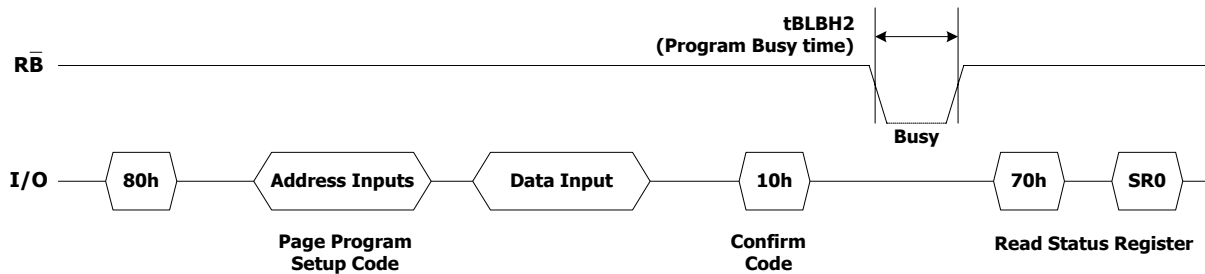 tBLBH2
(Program Busy time)
RB̅
Busy
I/O 80h Address Inputs Data Input 10h 70h SR0
Page Program Confirm Read Status Register
Setup Code Code